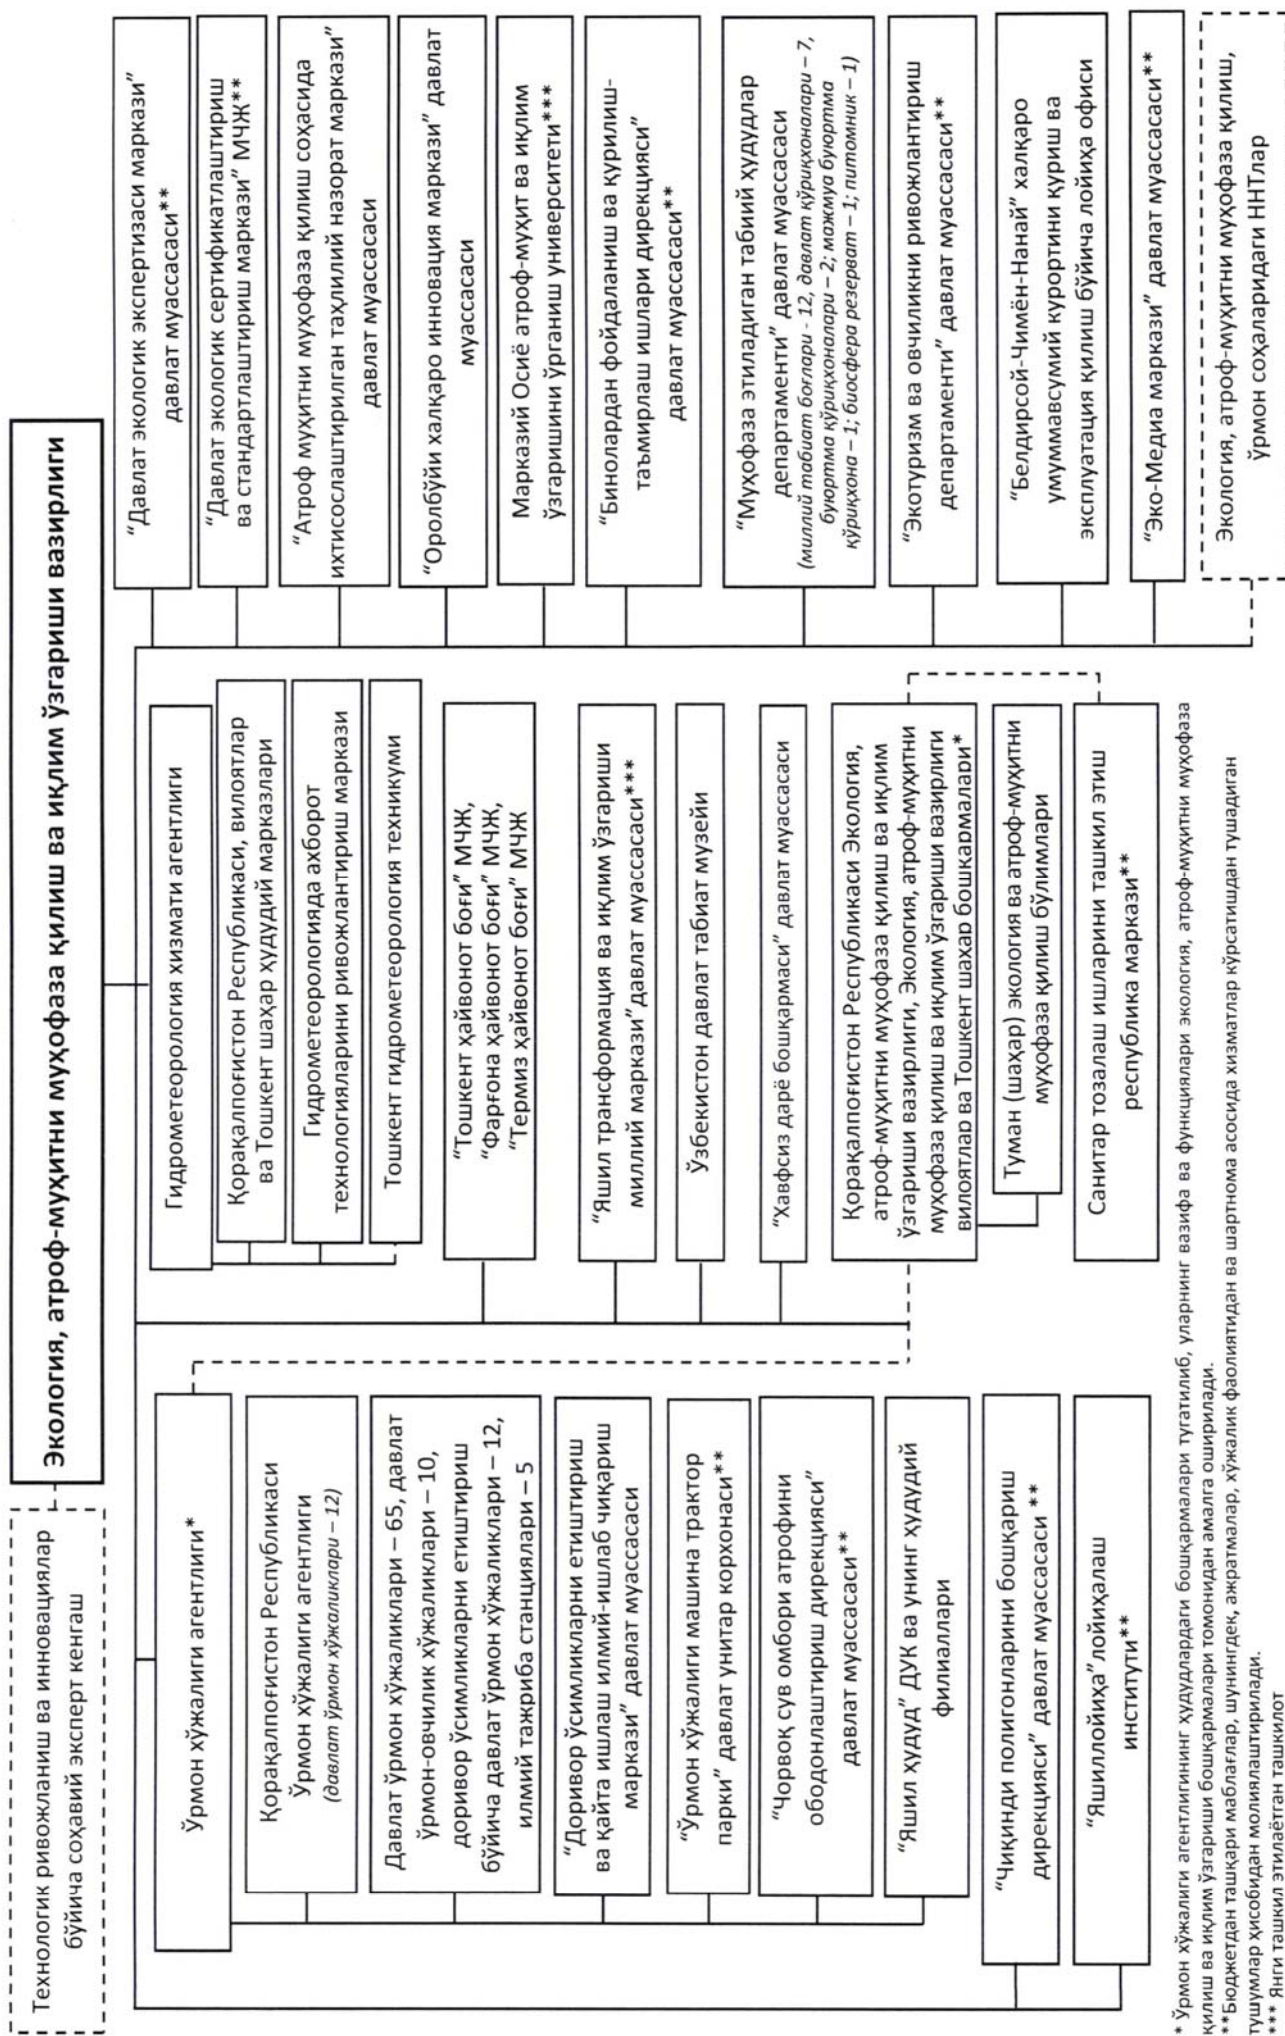 Технологик ривожланиш ва инновациялар
бўйича соҳавий эксперт кенгаш
Экология, атроф-муҳитни муҳофаза қилиш ва иқлим ўзгариши вазирлиги
Ўрмон хўжалиги агентлиги*
Қорақалпоғистон Республикаси
Ўрмон хўжалиги агентлиги
(давлат ўрмон хўжаликлари – 12)
Давлат ўрмон хўжаликлари – 65, давлат
ўрмон-овчилик хўжаликлари – 10,
доривор ўсимликларни етиштириш
бўйича давлат ўрмон хўжаликлари – 12,
илмий тажриба станциялари – 5
“Доривор ўсимликларни етиштириш
ва қайта ишлаш илмий-ишлаб чиқариш
маркази” давлат муассасаси
“Ўрмон хўжалиги машина трактор
парки” давлат унитар корхонаси**
“Чорвоқ сув омбори атрофини
ободонлаштириш дирекцияси”
давлат муассасаси**
“Яшил ҳудуд” ДУК ва унинг ҳудудий
филиаллари
“Чиқинди полигонларини бошқариш
дирекцияси” давлат муассасаси **
“Яшиллойиҳа”лойиҳалаш
институти**
Гидрометеорология хизмати агентлиги
Қорақалпоғистон Республикаси, вилоятлар
ва Тошкент шаҳар ҳудудий марказлари
Гидрометеорологияда ахборот
технологияларини ривожлантириш маркази
Тошкент гидрометеорология техникуми
“Тошкент ҳайвонот боғи” МЧЖ,
“Фарғона ҳайвонот боғи” МЧЖ,
“Термиз ҳайвонот боғи” МЧЖ
“Яшил трансформация ва иқлим ўзгариши
миллий маркази”давлат муассасаси***
Ўзбекистон давлат табиат музейи
“Хавфсиз дарё бошқармаси” давлат муассасаси
Қорақалпоғистон Республикаси Экология,
атроф-муҳитни муҳофаза қилиш ва иқлим
ўзгариши вазирлиги, Экология, атроф-муҳитни
муҳофаза қилиш ва иқлим ўзгариши вазирлиги
вилоятлар ва Тошкент шаҳар бошқармалари*
Туман (шаҳар) экология ва атроф-муҳитни
муҳофаза қилиш бўлимлари
Санитар тозалаш ишларини ташкил этиш
республика маркази**
“Давлат экологик экспертизаси маркази”
давлат муассасаси**
“Давлат экологик сертификатлаштириш
ва стандартлаштириш маркази” МЧЖ**
“Атроф муҳитни муҳофаза қилиш соҳасида
ихтисослаштирилган таҳлилий назорат маркази”
давлат муассасаси
“Оролбўйи халқаро инновация маркази” давлат
муассасаси
Марказий Осиё атроф-муҳит ва иқлим
ўзгаришини ўрганиш университети***
“Бинолардан фойдаланиш ва қурилиш-
таъмирлаш ишлари дирекцияси”
давлат муассасаси**
“Муҳофаза этиладиган табиий ҳудудлар
департаменти” давлат муассасаси
(миллий табиат боғлари - 12, давлат қўриқхоналари – 7,
буюртма қўриқхоналари – 2; мажмуа буюртма
қўриқхона – 1; биосфера резерват – 1; питомник – 1)
“Экотуризм ва овчиликни ривожлантириш
департаменти” давлат муассасаси**
“Белдирсой-Чимён-Нанай” халқаро
умуммавсумий курортини қуриш ва
эксплуатация қилиш бўйича лойиҳа офиси
“Эко-Медиа маркази” давлат муассасаси**
Экология, атроф-муҳитни муҳофаза қилиш,
ўрмон соҳаларидаги ННТлар
* Ўрмон хўжалиги агентлигининг ҳудудлардаги бошқармалари тугатилиб, уларнинг вазифа ва функциялари экология, атроф-муҳитни муҳофаза
қилиш ва иқлим ўзгариши бошқармалари томонидан амалга оширилади.
**Бюджетдан ташқари маблағлар, шунингдек, ажратмалар, хўжалик фаолиятидан ва шартнома асосида хизматлар кўрсатишдан тушадиган
тушумлар ҳисобидан молиялаштирилади.
*** Янги ташкил этилаётган ташкилот